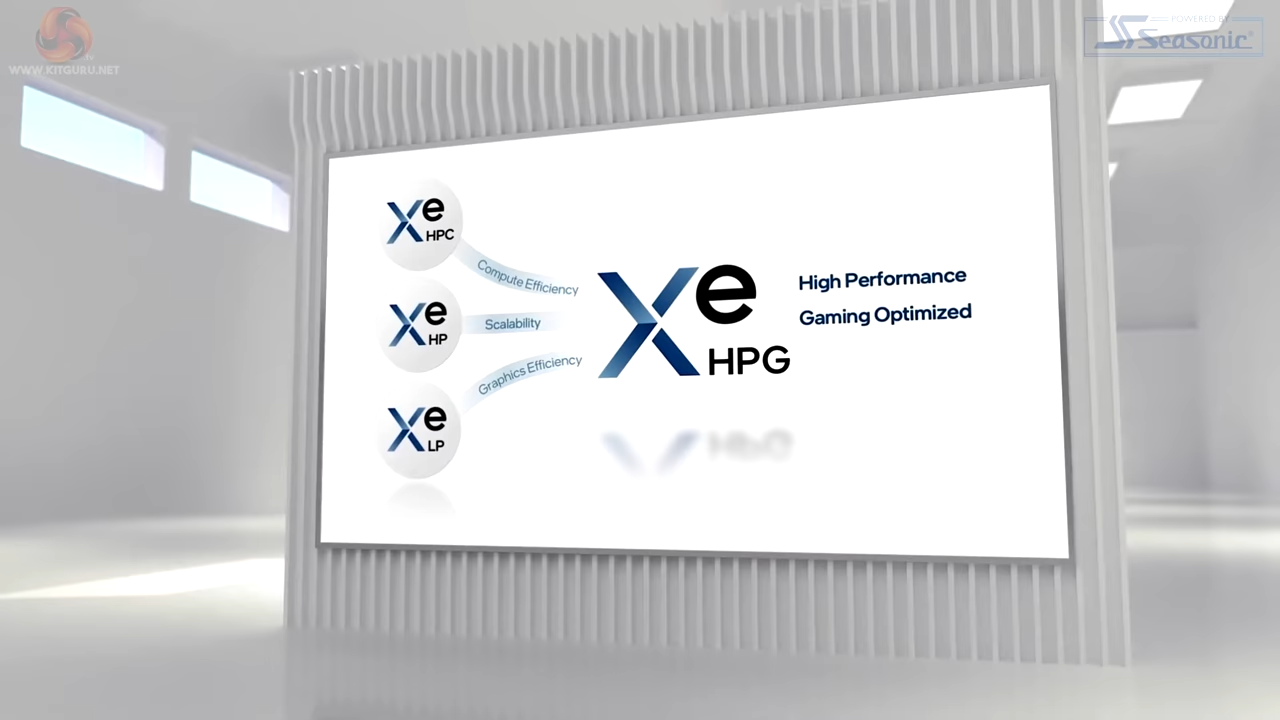 WWW.KITGURU.NET
POWERED BY
SeaSonic
Xe
HPC
Compute Efficiency
Xe
HP
Scalability
Xe
LP
Graphics Efficiency
Xe
HPG
High Performance
Gaming Optimized